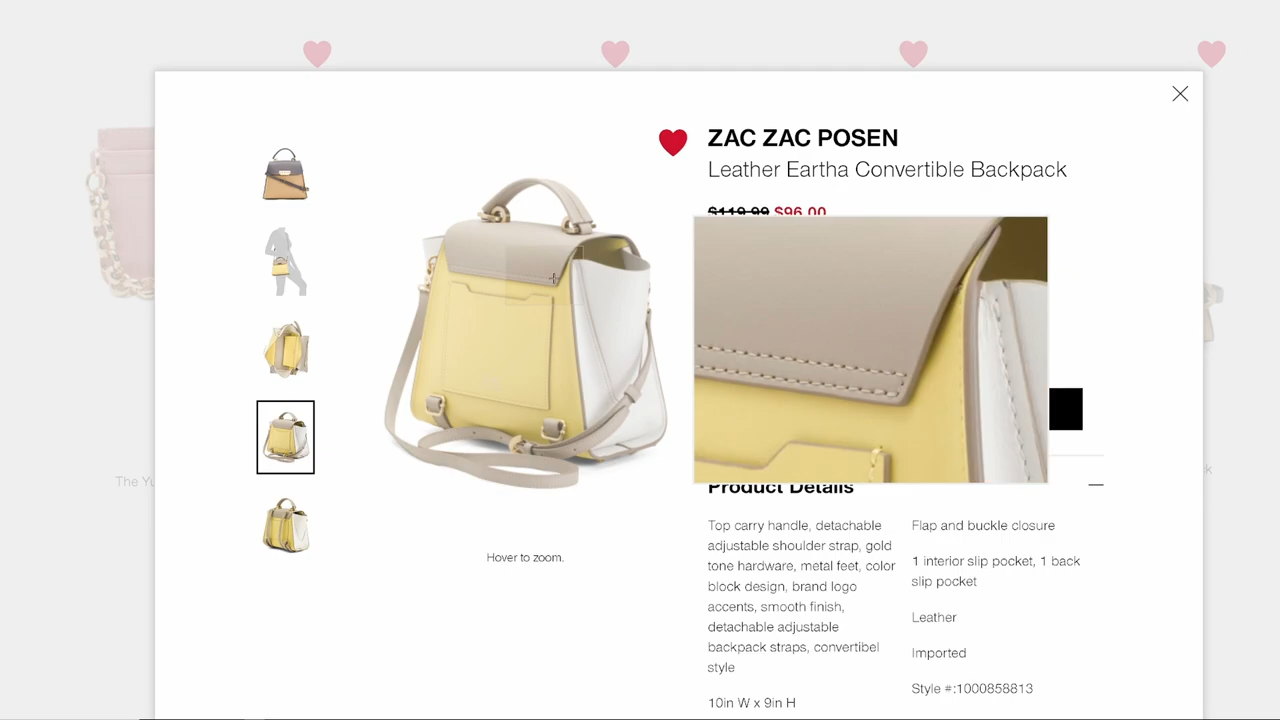 ZAC ZAC POSEN
Leather Eartha Convertible Backpack
$119.99 $96.00
Product Details
Top carry handle, detachable
adjustable shoulder strap, gold
tone hardware, metal feet, color
block design, brand logo
accents, smooth finish,
detachable adjustable
backpack straps, convertibel
style
10in W x 9in H
Flap and buckle closure
1 interior slip pocket, 1 back
slip pocket
Leather
Imported
Style #:1000858813
Hover to zoom.
The Yu